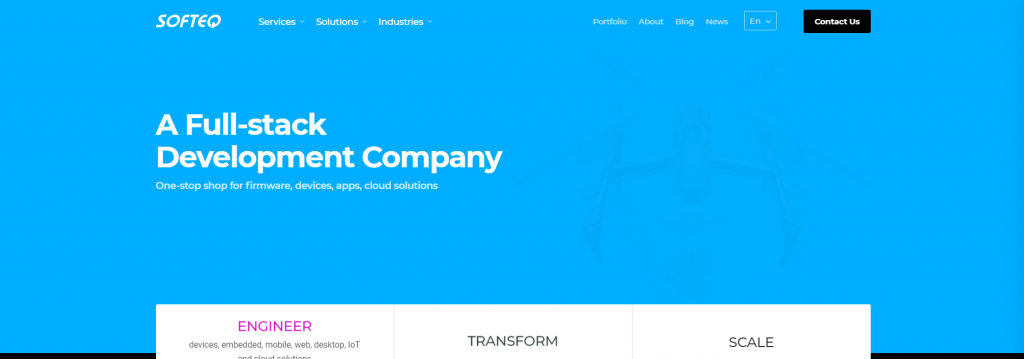 SOFTEQ Services Solutions Industries Portfolio About Blog News En Contact Us
A Full-stack
Development Company
One-stop shop for firmware, devices, apps, cloud solutions
ENGINEER
devices, embedded, mobile, web, desktop, IoT
and cloud solutions
TRANSFORM
SCALE